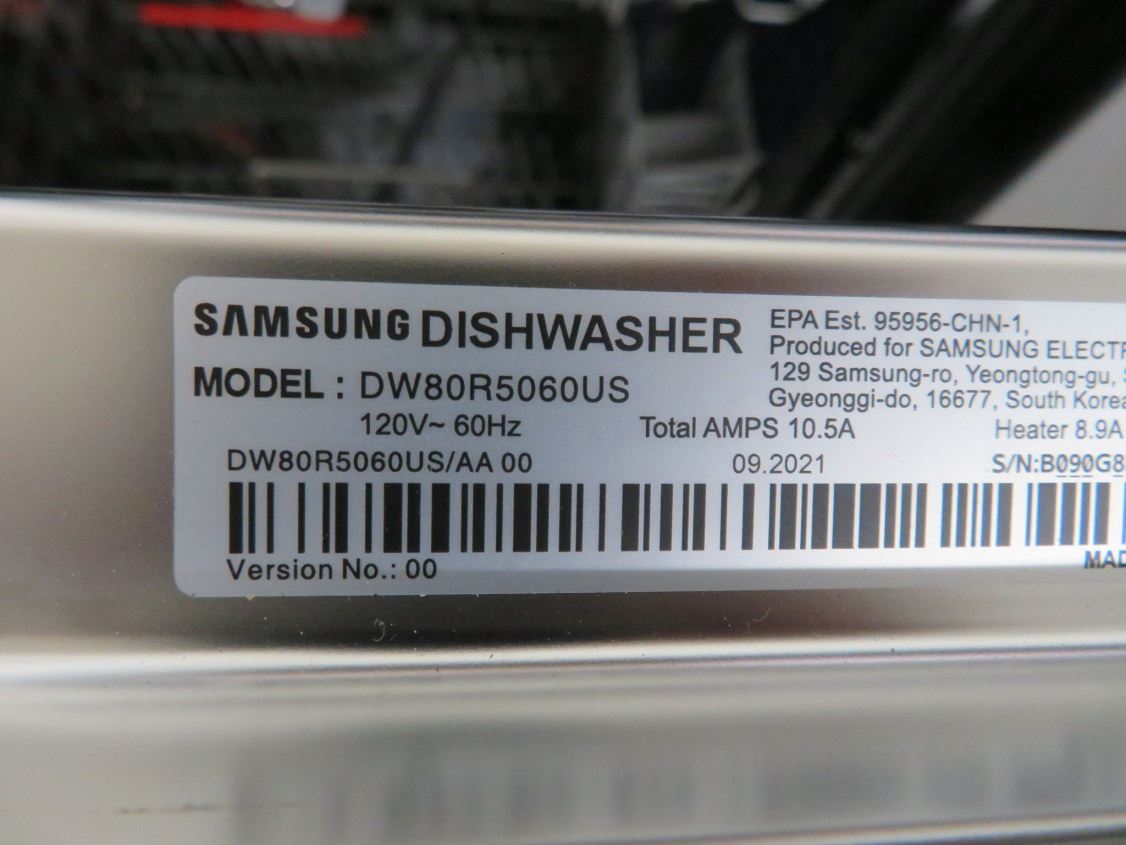 SAMSUNG DISHWASHER
MODEL : DW80R5060US
120V~ 60Hz
Total AMPS 10.5A
Heater 8.9A
EPA Est. 95956-CHN-1,
Produced for SAMSUNG ELECTR
129 Samsung-ro, Yeongtong-gu,
Gyeonggi-do, 16677, South Korea
DW80R5060US/AA 00
09.2021
S/N:B090G8
Version No.: 00
MAD